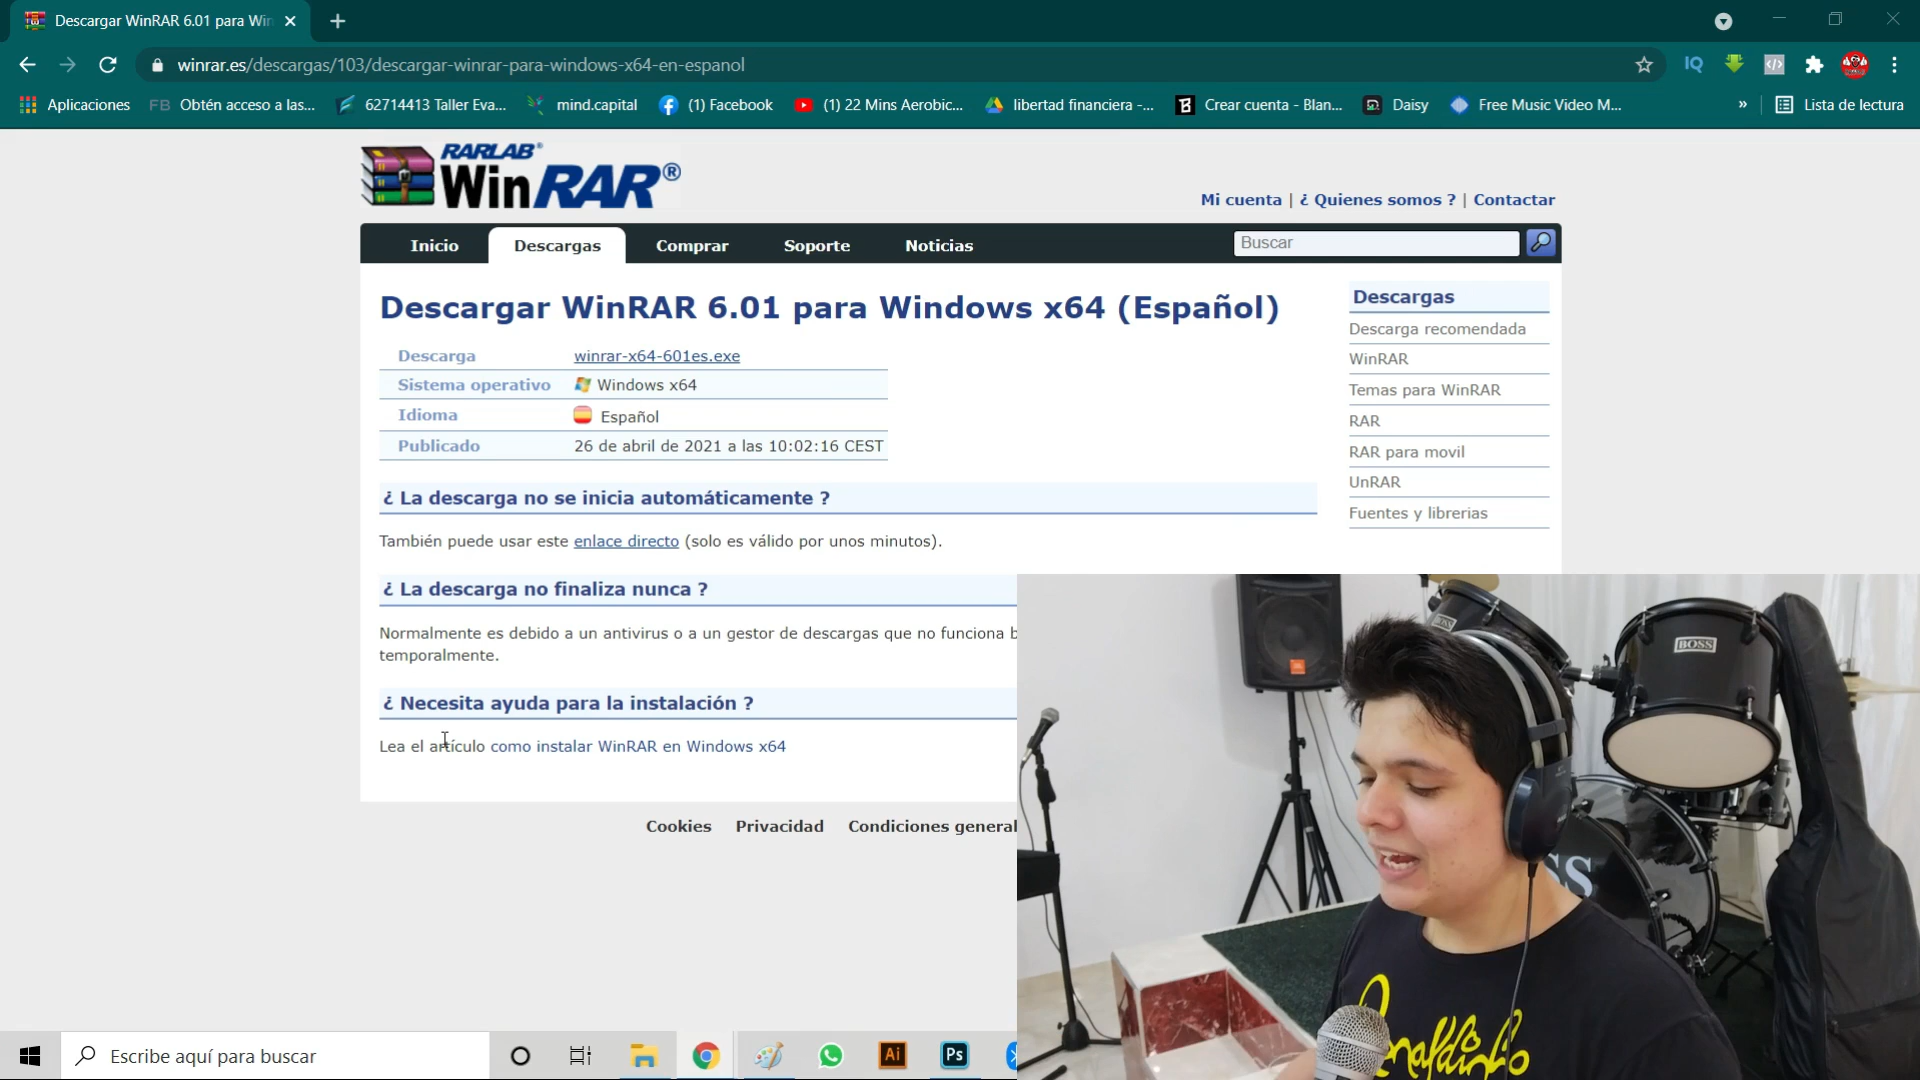 Descargar WinRAR 6.01 para Win
winrar.es/descargas/103/descargar-winrar-para-windows-x64-en-espanol
IQ
Aplicaciones
FB Obtén acceso a las...
62714413 Taller Eva...
mind.capital
(1) Facebook
(1) 22 Mins Aerobic...
libertad financiera -...
Crear cuenta - Blan...
Daisy
Free Music Video M...
»
Lista de lectura
RARLAB®
WinRAR®
Mi cuenta | ¿ Quienes somos ? | Contactar
Inicio
Descargas
Comprar
Soporte
Noticias
Buscar
Descargar WinRAR 6.01 para Windows x64 (Español)
Descarga winrar-x64-601es.exe
Sistema operativo Windows x64
Idioma Español
Publicado 26 de abril de 2021 a las 10:02:16 CEST
¿ La descarga no se inicia automáticamente ?
También puede usar este enlace directo (solo es válido por unos minutos).
¿ La descarga no finaliza nunca ?
Normalmente es debido a un antivirus o a un gestor de descargas que no funciona b
temporalmente.
¿ Necesita ayuda para la instalación ?
Lea el artículo como instalar WinRAR en Windows x64
Descargas
Descarga recomendada
WinRAR
Temas para WinRAR
RAR
RAR para movil
UnRAR
Fuentes y librerias
Cookies
Privacidad
Condiciones general
BOSS
BOSS
SS
Escribe aquí para buscar
Ai
Ps